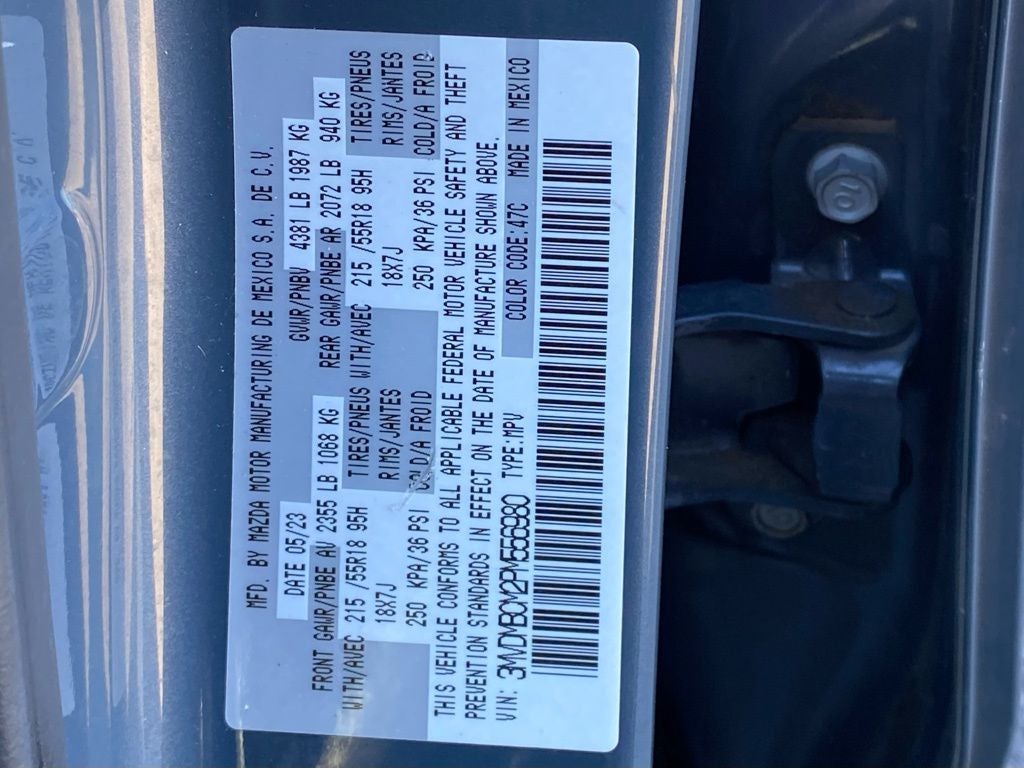 MFD. BY MAZDA MOTOR MANUFACTURING DE MEXICO S.A. DE C.V.
DATE 05/23 GVWR/PNBV 4381 LB 1987 KG
FRONT GAWR/PNBE AV 2355 LB 1068 KG REAR GAWR/PNBE AR 2072 LB 940 KG
WITH/AVEC 215 /55R18 95H TIRES/PNEUS WITH/AVEC 215 /55R18 95H TIRES/PNEUS
18X7J RIMS/JANTES 18X7J RIMS/JANTES
250 KPA/36 PSI COLD/A FROID 250 KPA/36 PSI COLD/A FROID
THIS VEHICLE CONFORMS TO ALL APPLICABLE FEDERAL MOTOR VEHICLE SAFETY AND THEFT
PREVENTION STANDARDS IN EFFECT ON THE DATE OF MANUFACTURE SHOWN ABOVE.
VIN: 3MVDMBCM2PM556980 TYPE:MPV COLOR CODE:47C MADE IN MEXICO